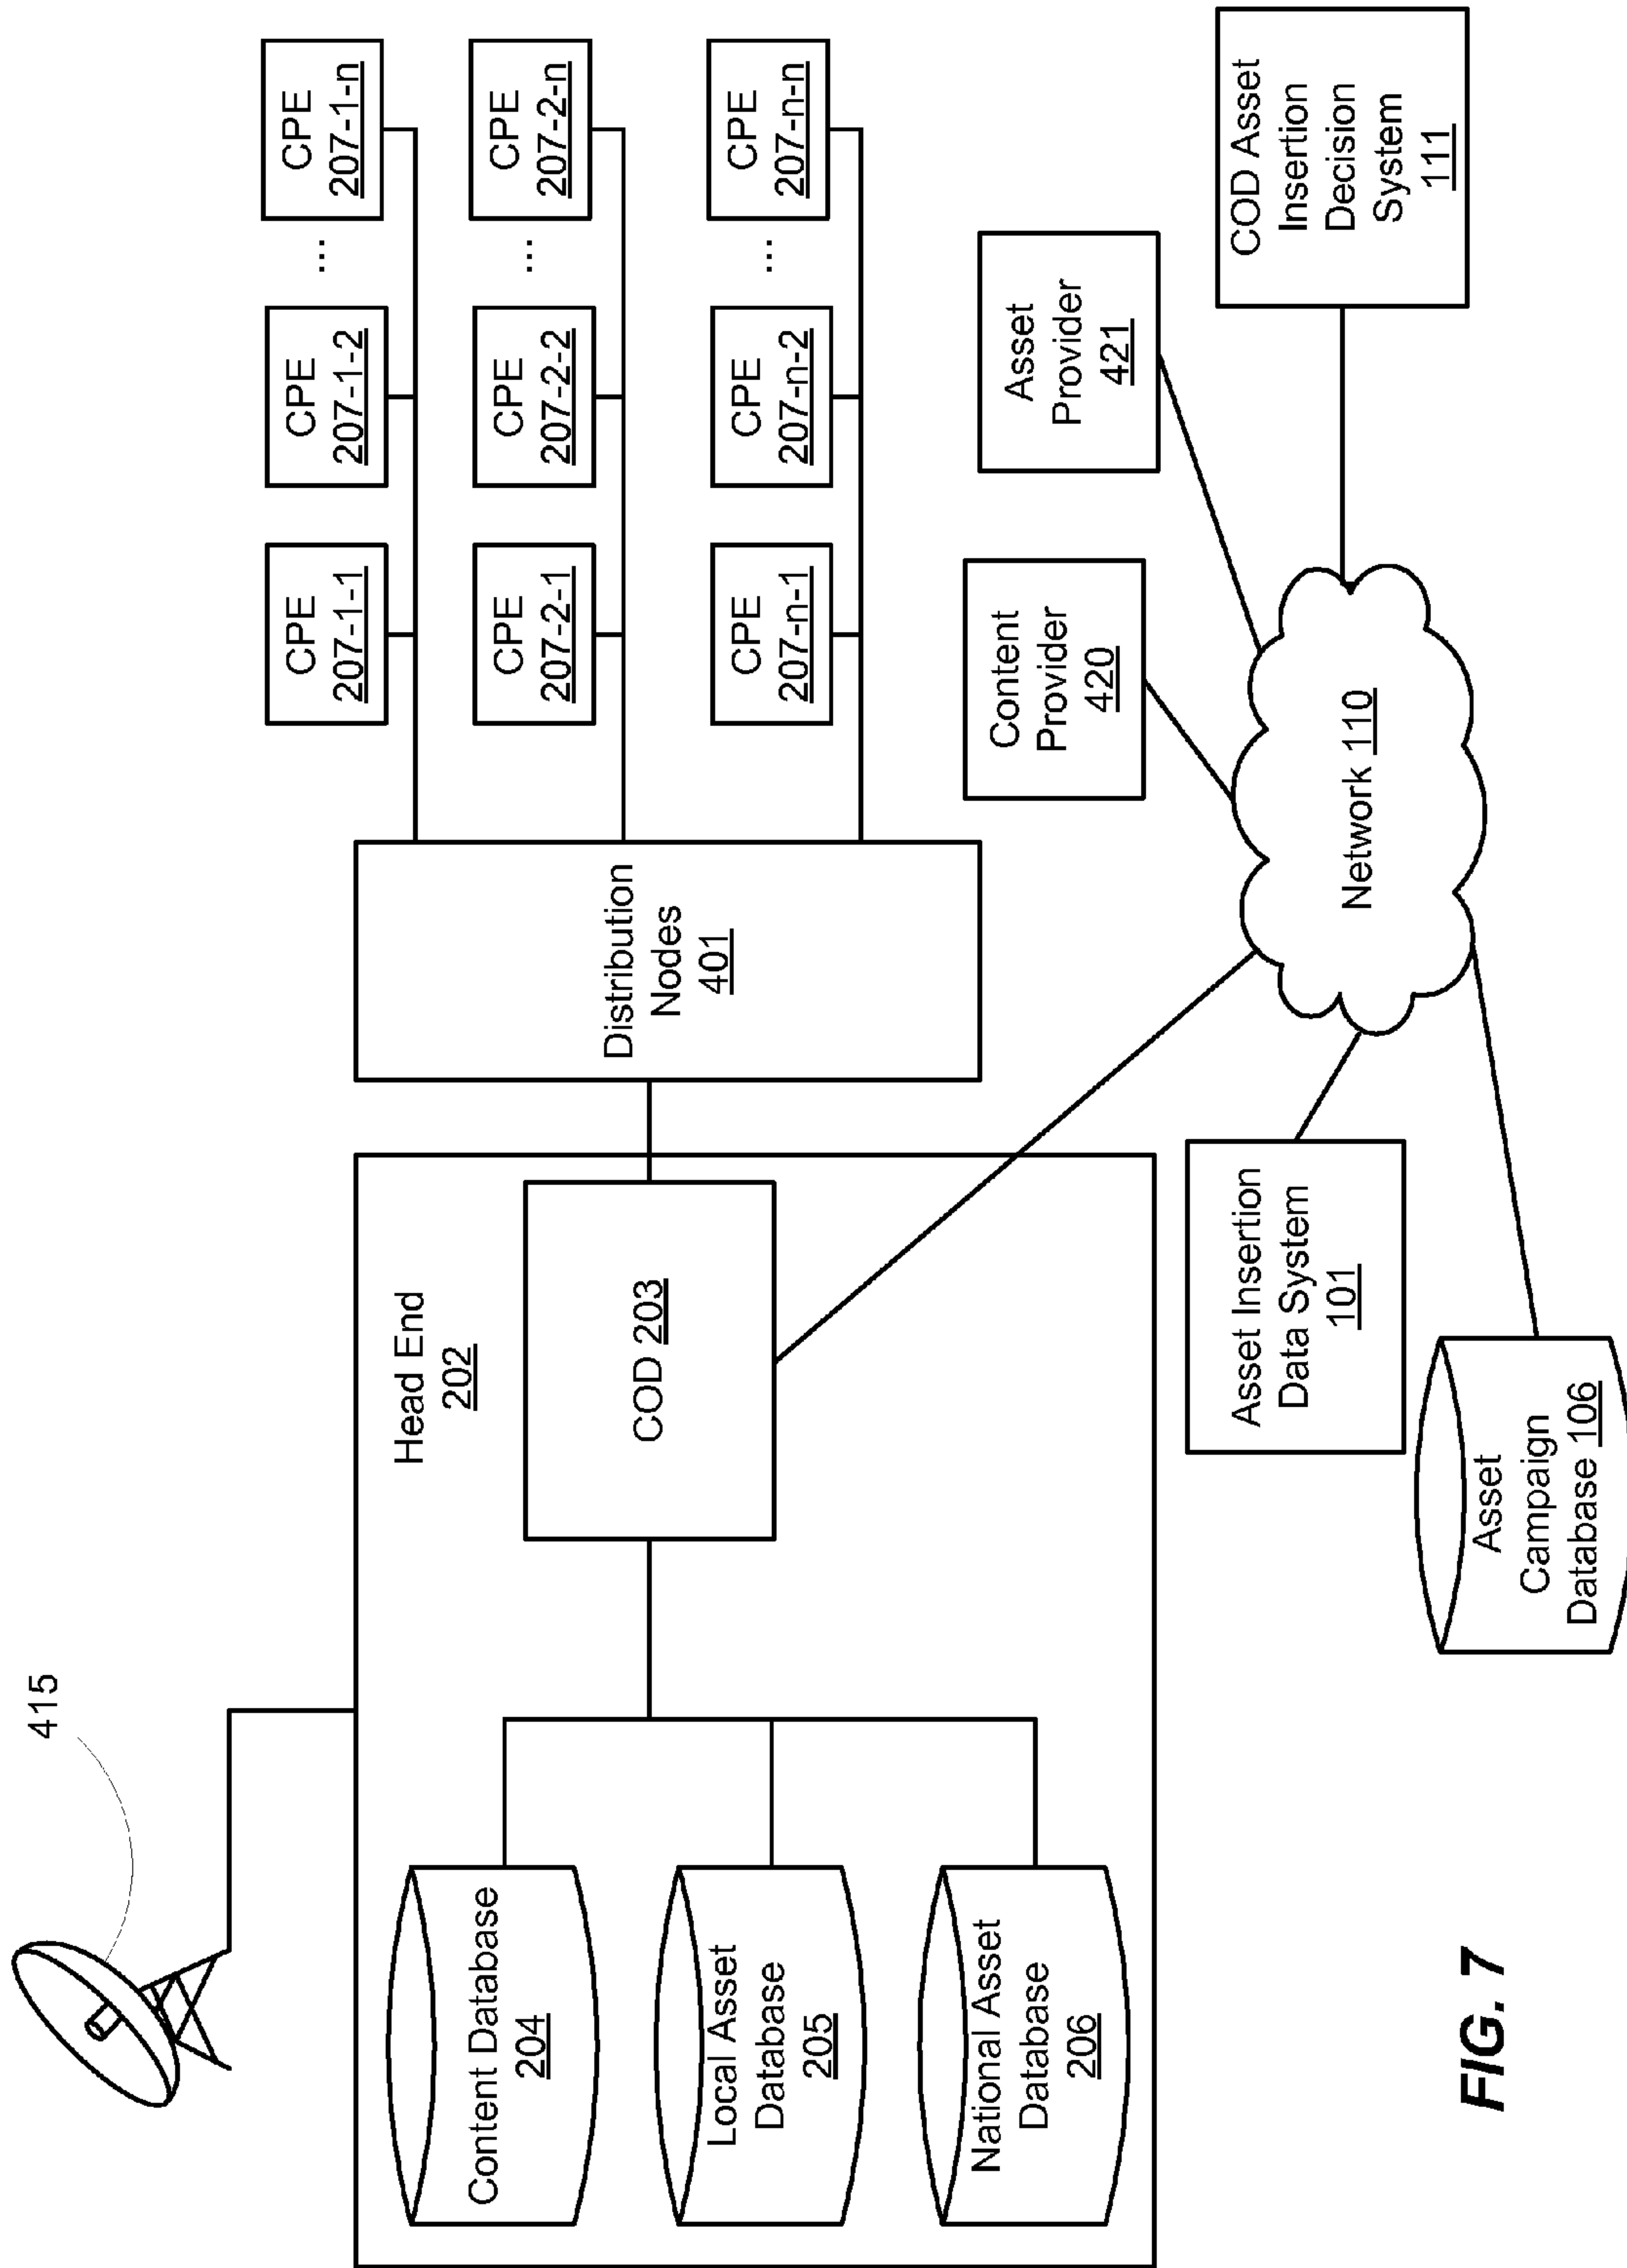 415
Head End
202
Content Database
204
Local Asset
Database
205
National Asset
Database
206
COD 203
Distribution
Nodes
401
CPE
207-1-1
CPE
207-1-2
...
CPE
207-1-n
CPE
207-2-1
CPE
207-2-2
...
CPE
207-2-n
CPE
207-n-1
CPE
207-n-2
...
CPE
207-n-n
Content
Provider
420
Asset
Provider
421
Asset Insertion
Data System
101
Asset
Campaign
Database 106
Network 110
COD Asset
Insertion
Decision
System
111
FIG. 7